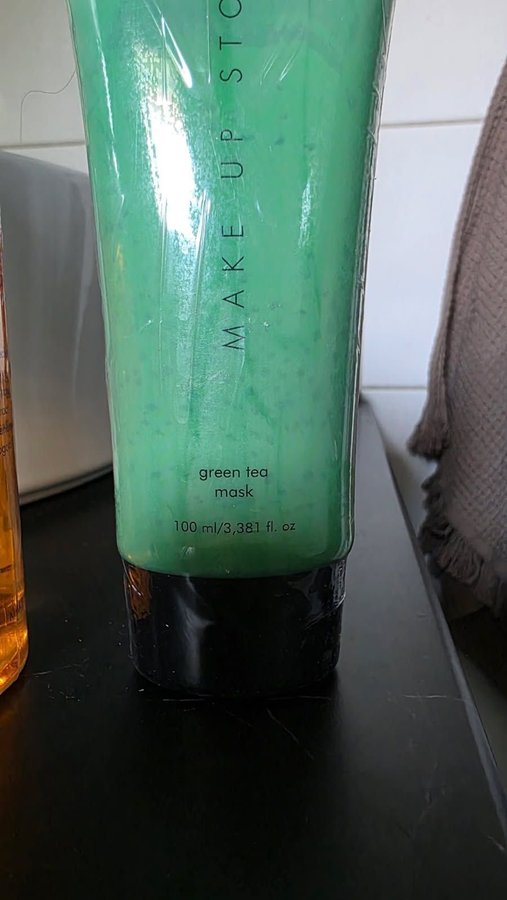 MAKE UP STO
green tea
mask
100 ml/3,381 fl. oz